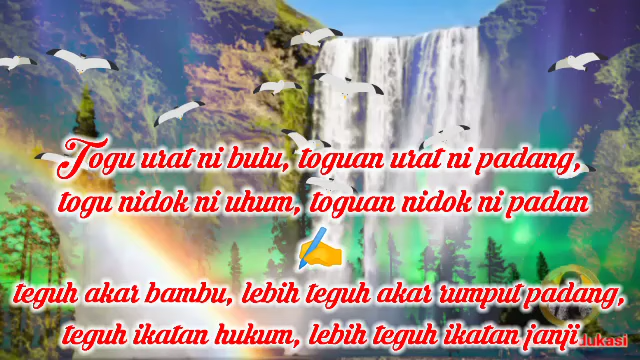 Togu urat ni bulu, toguan urat ni padang,
togu nidok ni uhum, toguan nidok ni padan
teguh akar bambu, lebih teguh akar rumput padang,
teguh ikatan hukum, lebih teguh ikatan janji